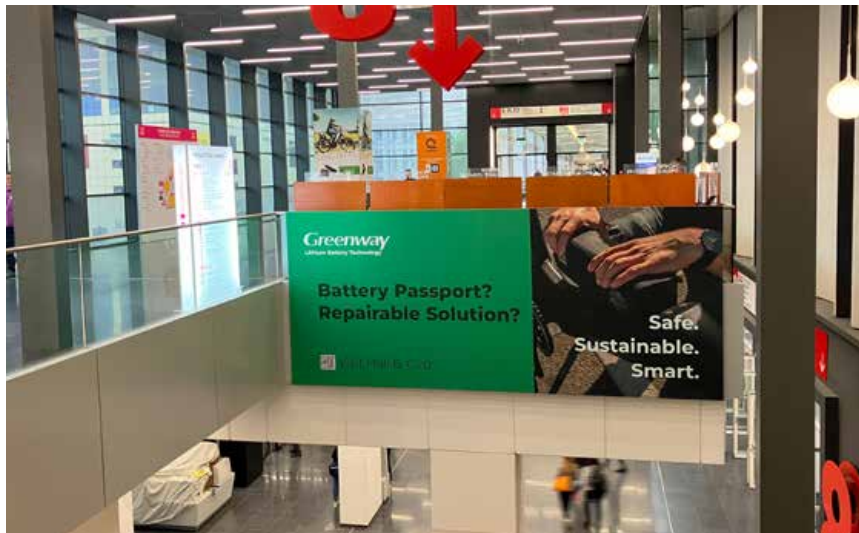 Greenway
Lithium Battery Technology
Battery Passport?
Repairable Solution?
Safe.
Sustainable.
Smart.